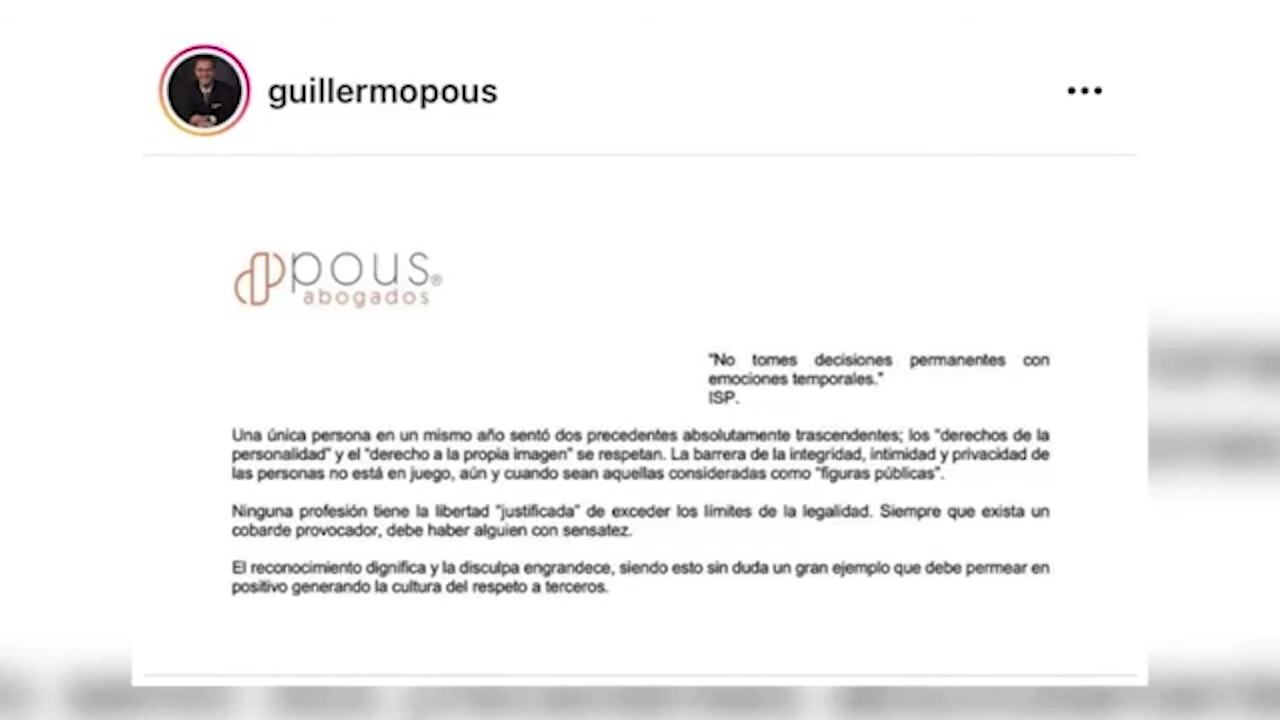 guillermopous
pous®
abogados
"No tomes decisiones permanentes con
emociones temporales."
ISP.
Una única persona en un mismo año sentó dos precedentes absolutamente trascendentes; los "derechos de la
personalidad" y el "derecho a la propia imagen" se respetan. La barrera de la integridad, intimidad y privacidad de
las personas no está en juego, aún y cuando sean aquellas consideradas como "figuras públicas".
Ninguna profesión tiene la libertad "justificada" de exceder los límites de la legalidad. Siempre que exista un
cobarde provocador, debe haber alguien con sensatez.
El reconocimiento dignifica y la disculpa engrandece, siendo esto sin duda un gran ejemplo que debe permear en
positivo generando la cultura del respeto a terceros.